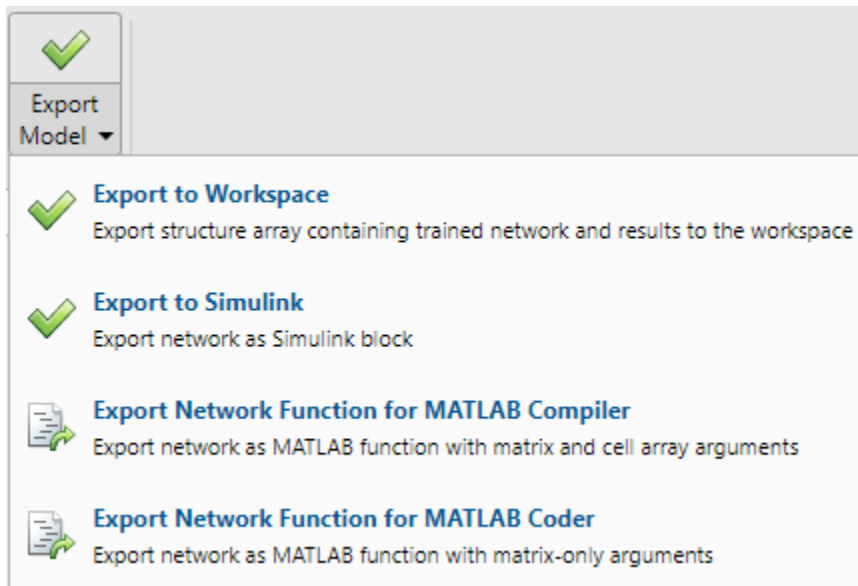 Export
Model
Export to Workspace
Export structure array containing trained network and results to the workspace
Export to Simulink
Export network as Simulink block
Export Network Function for MATLAB Compiler
Export network as MATLAB function with matrix and cell array arguments
Export Network Function for MATLAB Coder
Export network as MATLAB function with matrix-only arguments